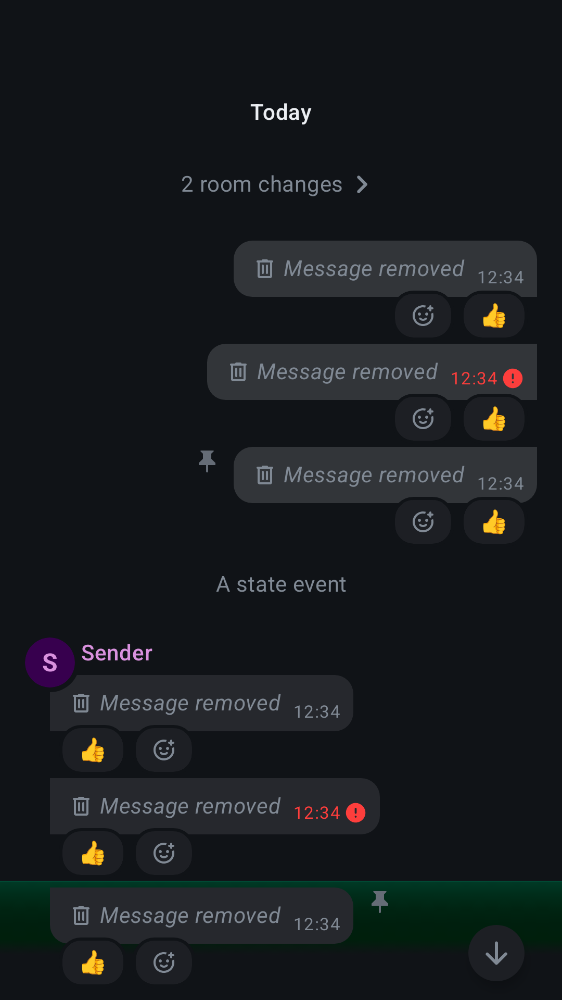 Today
2 room changes
Message removed 12:34
👍
Message removed 12:34
👍
Message removed 12:34
👍
A state event
S Sender
Message removed 12:34
👍
Message removed 12:34
👍
Message removed 12:34
👍